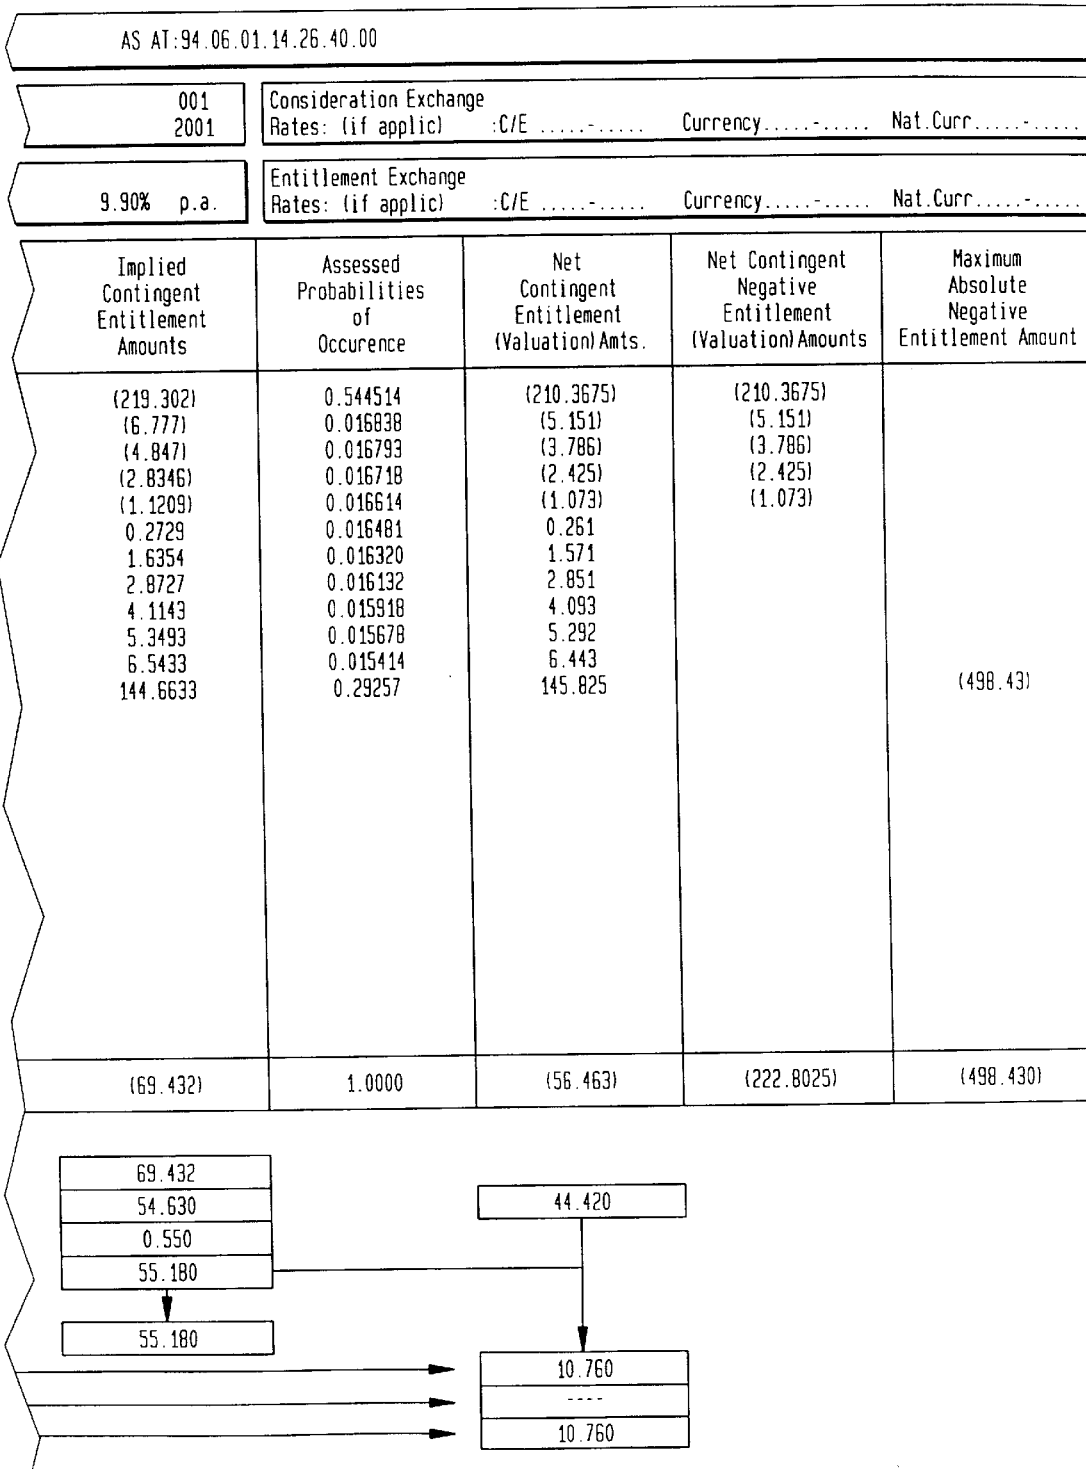 AS AT:94.06.01.14.26.40.00
001
2001
Consideration Exchange
Rates: (if applic) :C/E .....-..... Currency.....-..... Nat.Curr.....-.....
9.90% p.a.
Entitlement Exchange
Rates: (if applic) :C/E .....-..... Currency.....-..... Nat.Curr.....-.....
Implied
Contingent
Entitlement
Amounts
Assessed
Probabilities
of
Occurence
Net
Contingent
Entitlement
(Valuation)Amts.
Net Contingent
Negative
Entitlement
(Valuation)Amounts
Maximum
Absolute
Negative
Entitlement Amount
(219.302) 0.544514 (210.3675) (210.3675)
(6.777) 0.016838 (5.151) (5.151)
(4.847) 0.016793 (3.786) (3.786)
(2.8346) 0.016718 (2.425) (2.425)
(1.1209) 0.016614 (1.073) (1.073)
0.2729 0.016481 0.261
1.6354 0.016320 1.571
2.8727 0.016132 2.851
4.1143 0.015918 4.093
5.3493 0.015678 5.292
6.5433 0.015414 6.443
144.6633 0.29257 145.825 (498.43)
(69.432) 1.0000 (56.463) (222.8025) (498.430)
69.432
54.630
0.550
55.180
44.420
55.180
10.760
----
10.760